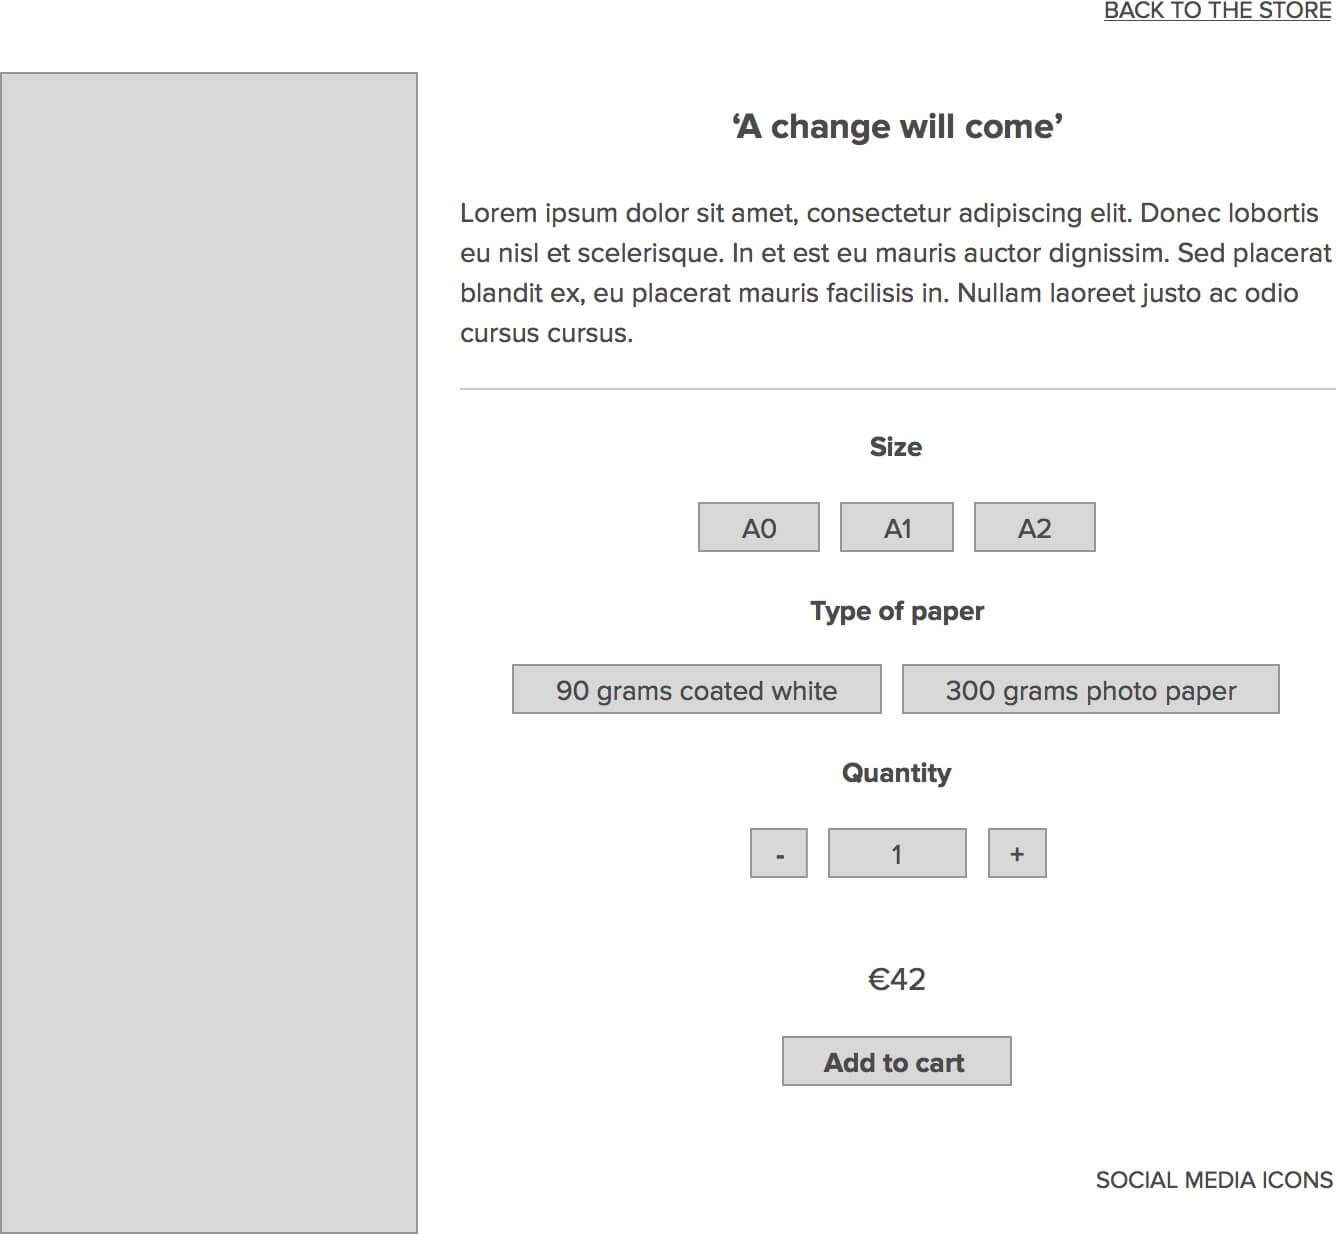 BACK TO THE STORE
‘A change will come’
Lorem ipsum dolor sit amet, consectetur adipiscing elit. Donec lobortis
eu nisl et scelerisque. In et est eu mauris auctor dignissim. Sed placerat
blandit ex, eu placerat mauris facilisis in. Nullam laoreet justo ac odio
cursus cursus.
Size
A0 A1 A2
Type of paper
90 grams coated white 300 grams photo paper
Quantity
- 1 +
€42
Add to cart
SOCIAL MEDIA ICONS